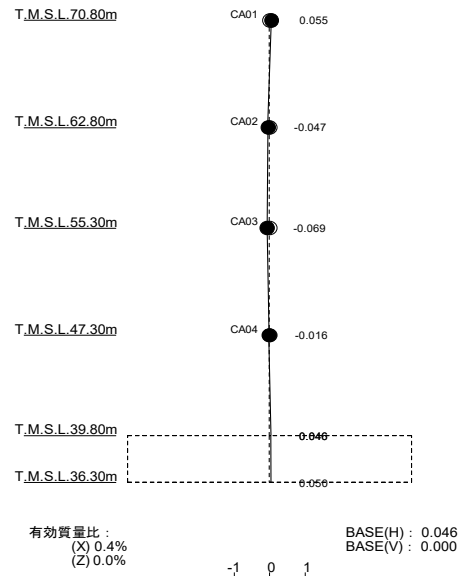 T.M.S.L.70.80m CA01 0.055
T.M.S.L.62.80m CA02 -0.047
T.M.S.L.55.30m CA03 -0.069
T.M.S.L.47.30m CA04 -0.016
T.M.S.L.39.80m 0.046
T.M.S.L.36.30m 0.050
有効質量比 :
(X) 0.4%
(Z) 0.0%
BASE(H) : 0.046
BASE(V) : 0.000
-1 0 1